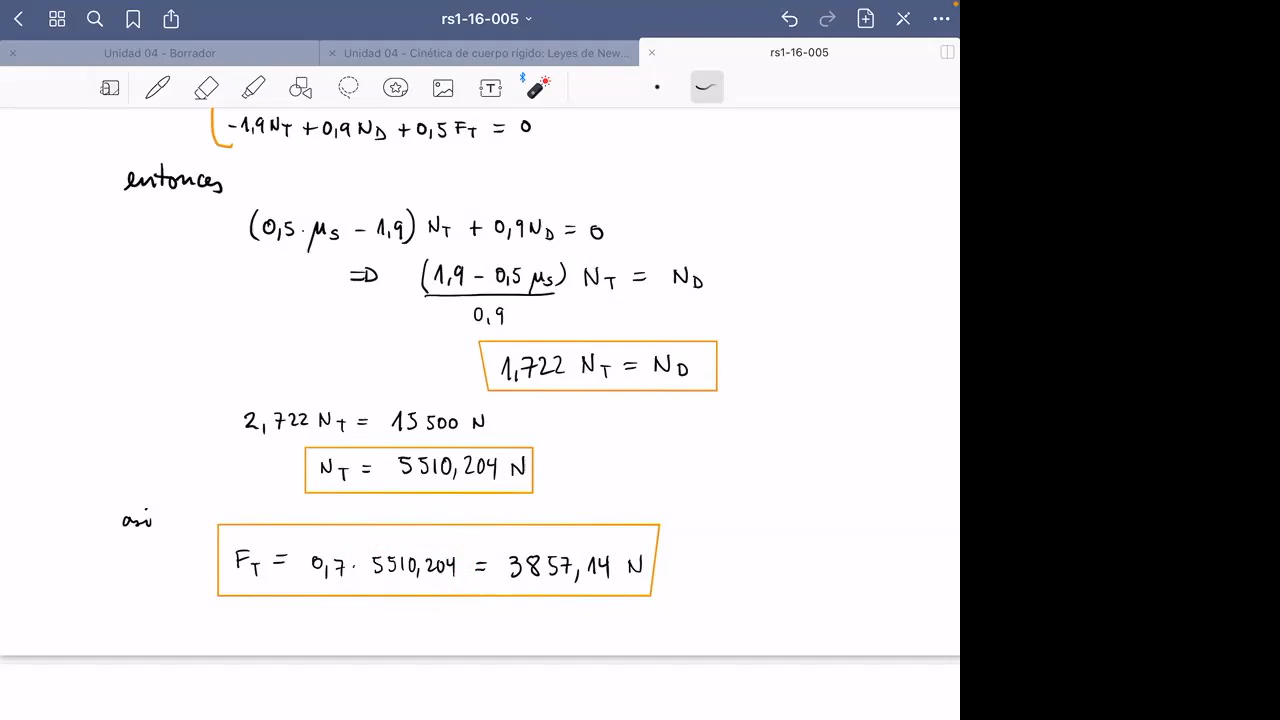 rs1-16-005
Unidad 04 - Borrador
Unidad 04 - Cinética de cuerpo rígido: Leyes de New...
rs1-16-005
-1,9 N_T + 0,9 N_D + 0,5 F_T = 0
entonces
(0,5 · μ_s - 1,9) N_T + 0,9 N_D = 0
⇒ (1,9 - 0,5 μ_s) N_T = N_D
0,9
1,722 N_T = N_D
2,722 N_T = 15 500 N
N_T = 5510,204 N
asi
F_T = 0,7 · 5510,204 = 3857,14 N